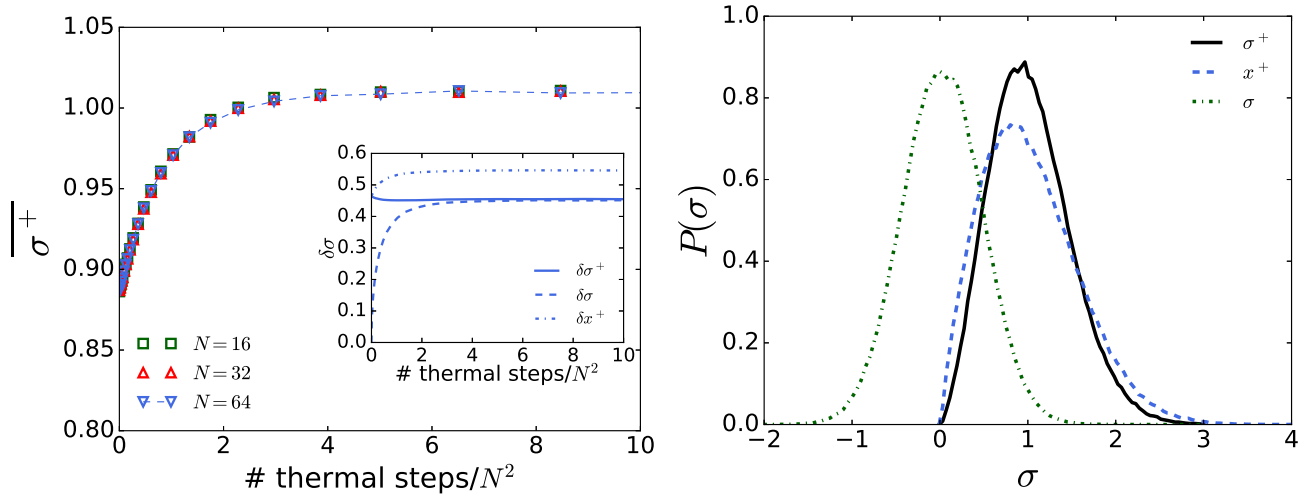 1.05
1.00
0.95
0.90
0.85
0.80
σ⁺
0 2 4 6 8 10
# thermal steps/N²
N = 16
N = 32
N = 64
0.6
0.5
0.4
0.3
0.2
0.1
0.0
δσ
0 2 4 6 8 10
# thermal steps/N²
δσ⁺
δσ
δx⁺
1.0
0.8
0.6
0.4
0.2
0.0
P(σ)
−2 −1 0 1 2 3 4
σ
σ⁺
x⁺
σ